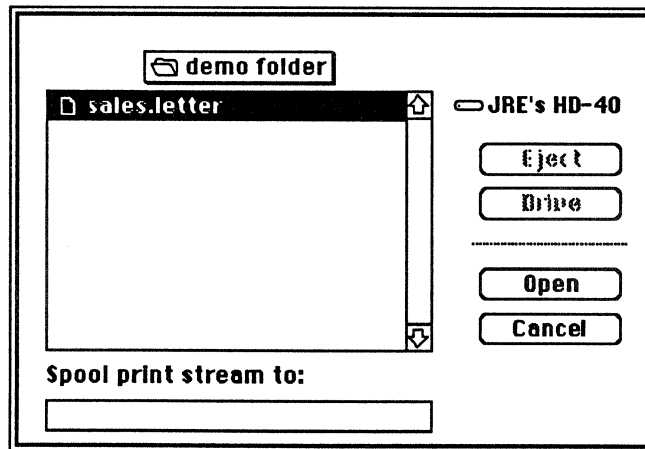 demo folder
sales.letter
JRE's HD-40
Eject
Drive
Open
Cancel
Spool print stream to: